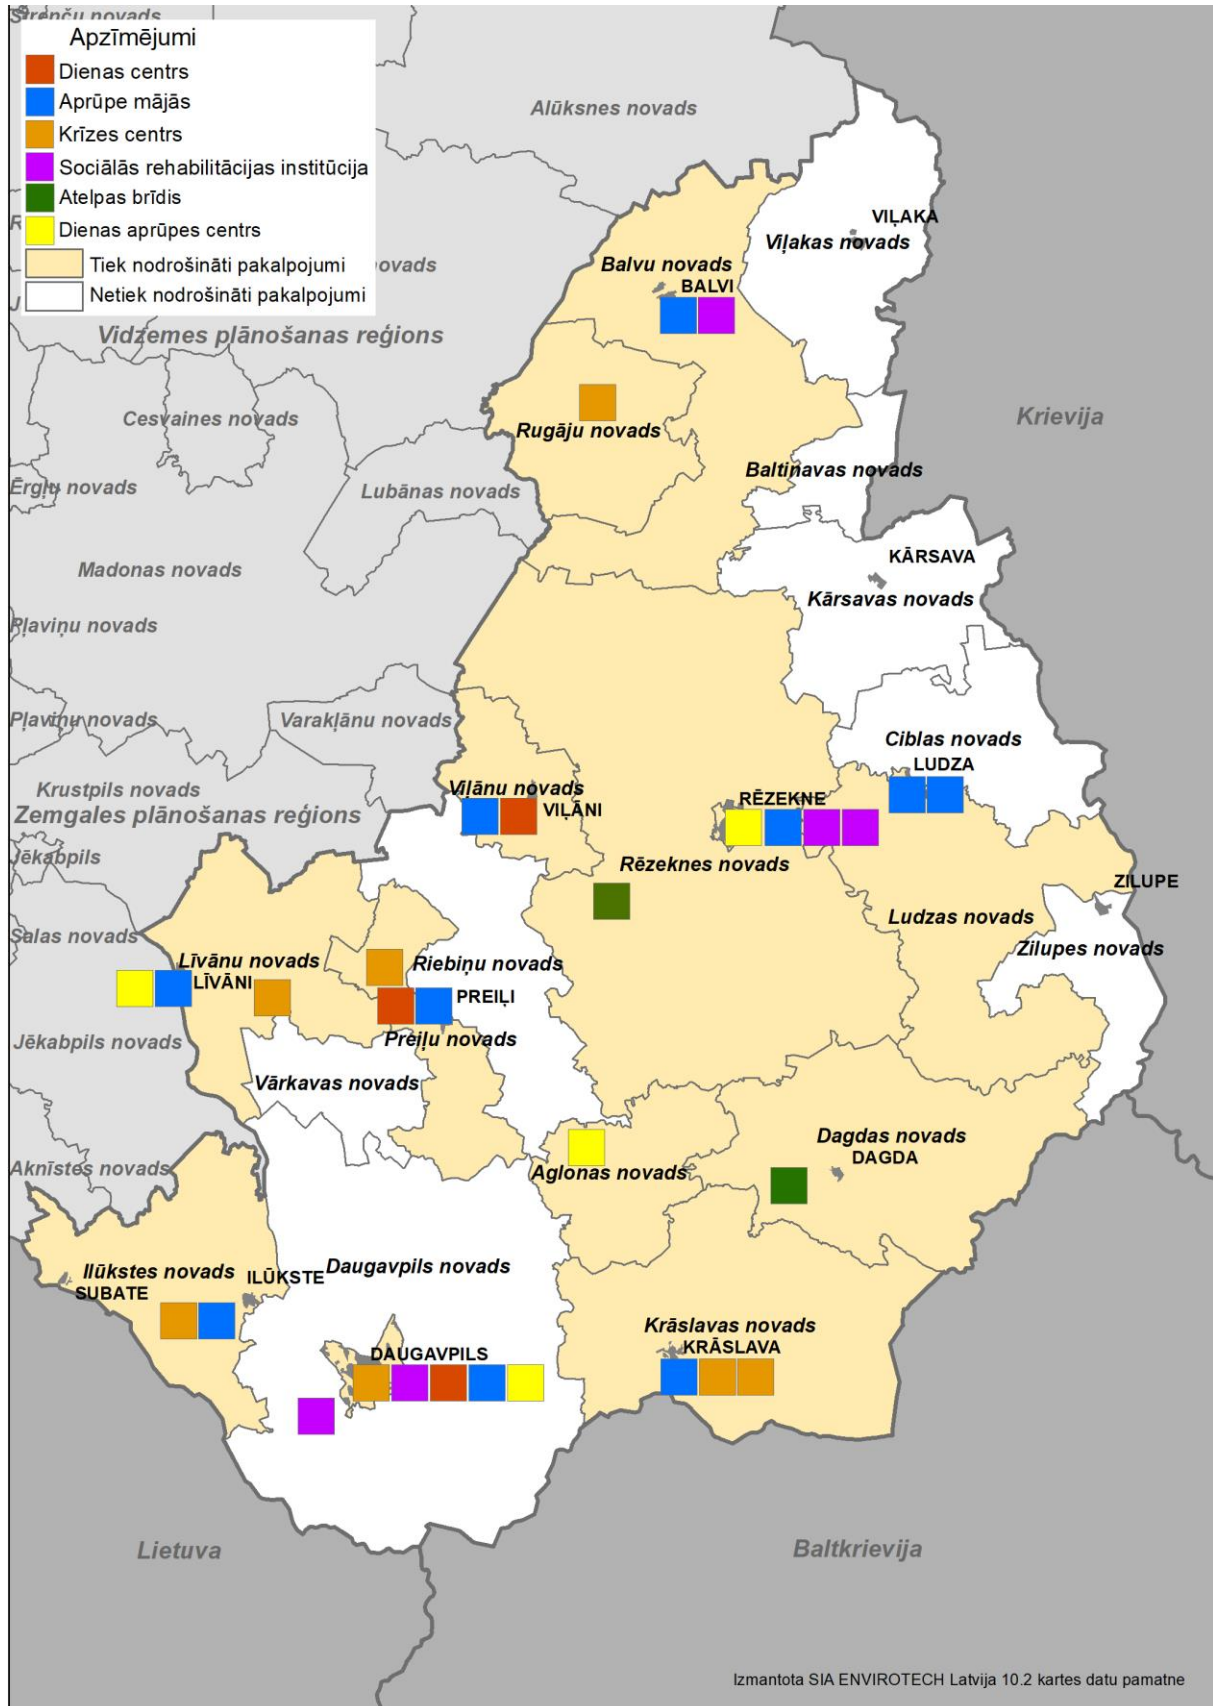 Strenču novads
Apzīmējumi
Dienas centrs
Aprūpe mājās
Krīzes centrs
Sociālās rehabilitācijas institūcija
Atelpas brīdis
Dienas aprūpes centrs
Tiek nodrošināti pakalpojumi
Netiek nodrošināti pakalpojumi
Alūksnes novads
R
novads
J
VIĻAKA
Viļakas novads
Balvu novads
BALVI
Vidzemes plānošanas reģions
Cesvaines novads
Krievija
Rugāju novads
Baltinavas novads
Ērgļu novads
Lubānas novads
KĀRSAVA
Madonas novads
Kārsavas novads
Pļaviņu novads
Pļaviņu novads
Varakļānu novads
Ciblas novads
LUDZA
Krustpils novads
Viļānu novads
VIĻĀNI
RĒZEKNE
Zemgales plānošanas reģions
Jēkabpils
Rēzeknes novads
ZILUPE
Salas novads
Ludzas novads
Zilupes novads
Līvānu novads
LĪVĀNI
Riebiņu novads
PREIĻI
Jēkabpils novads
Preiļu novads
Vārkavas novads
Dagdas novads
DAGDA
Aknīstes novads
Aglonas novads
Ilūkstes novads
SUBATE
ILŪKSTE
Daugavpils novads
Krāslavas novads
KRĀSLAVA
DAUGAVPILS
Lietuva
Baltkrievija
Izmantota SIA ENVIROTECH Latvija 10.2 kartes datu pamatne